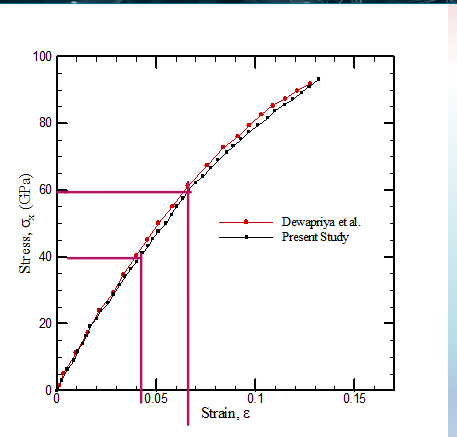 100
80
60
40
20
0
0
0.05
0.1
0.15
Stress, σx (GPa)
Strain, ε
Dewapriya et al.
Present Study